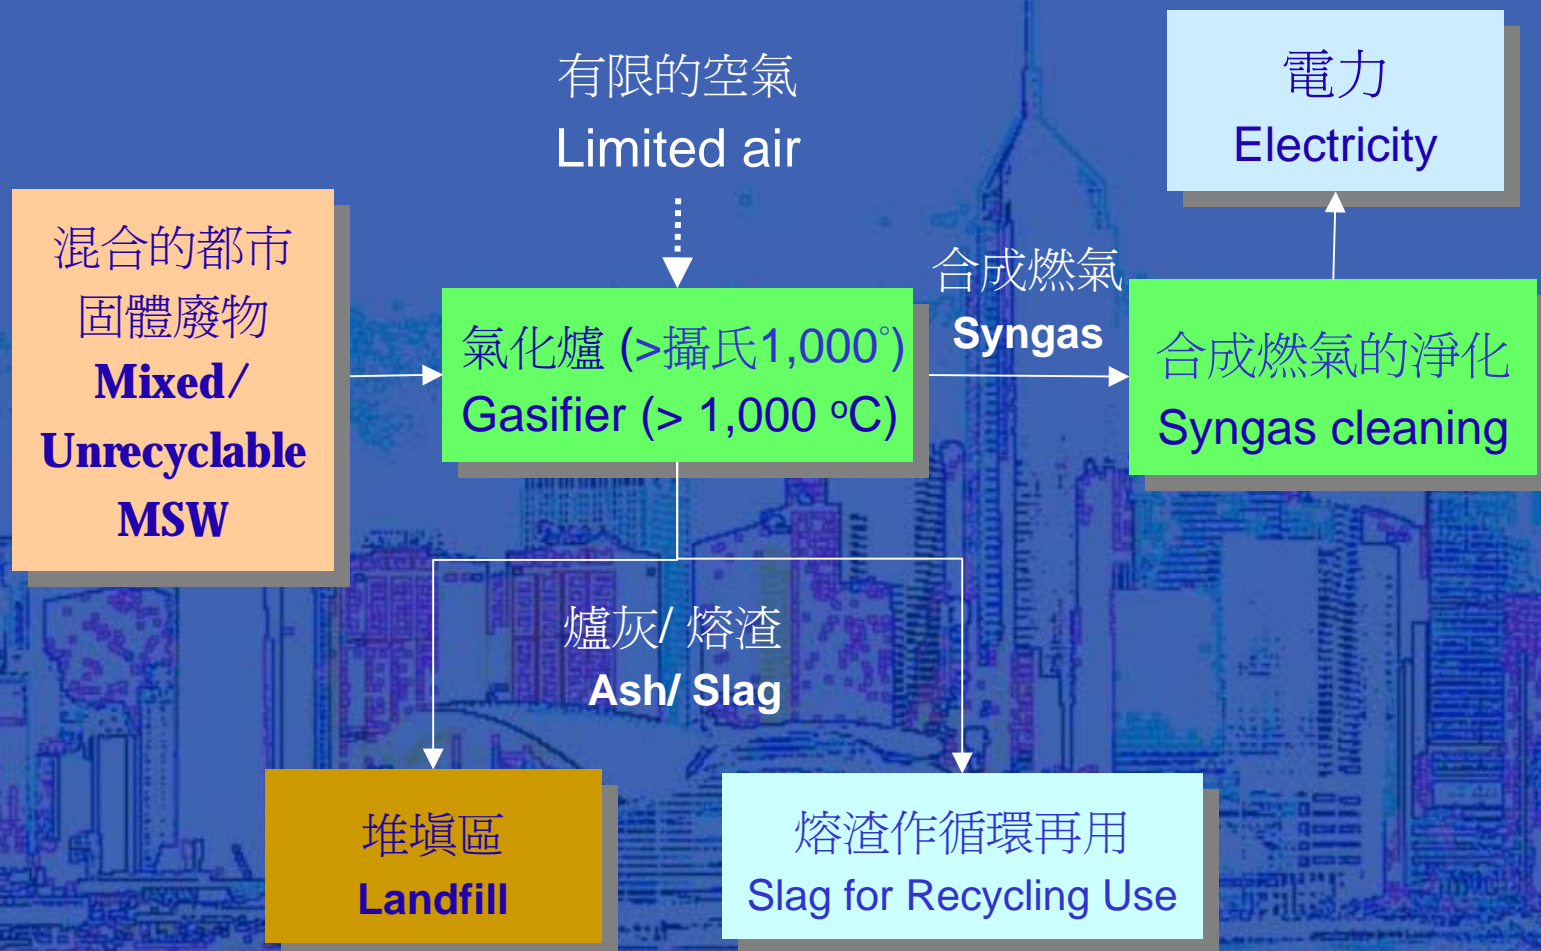 有限的空氣
Limited air
電力
Electricity
混合的都市
固體廢物
Mixed/
Unrecyclable
MSW
氣化爐 (>攝氏1,000°)
Gasifier (> 1,000 ºC)
合成燃氣
Syngas
合成燃氣的淨化
Syngas cleaning
爐灰/ 熔渣
Ash/ Slag
堆填區
Landfill
熔渣作循環再用
Slag for Recycling Use